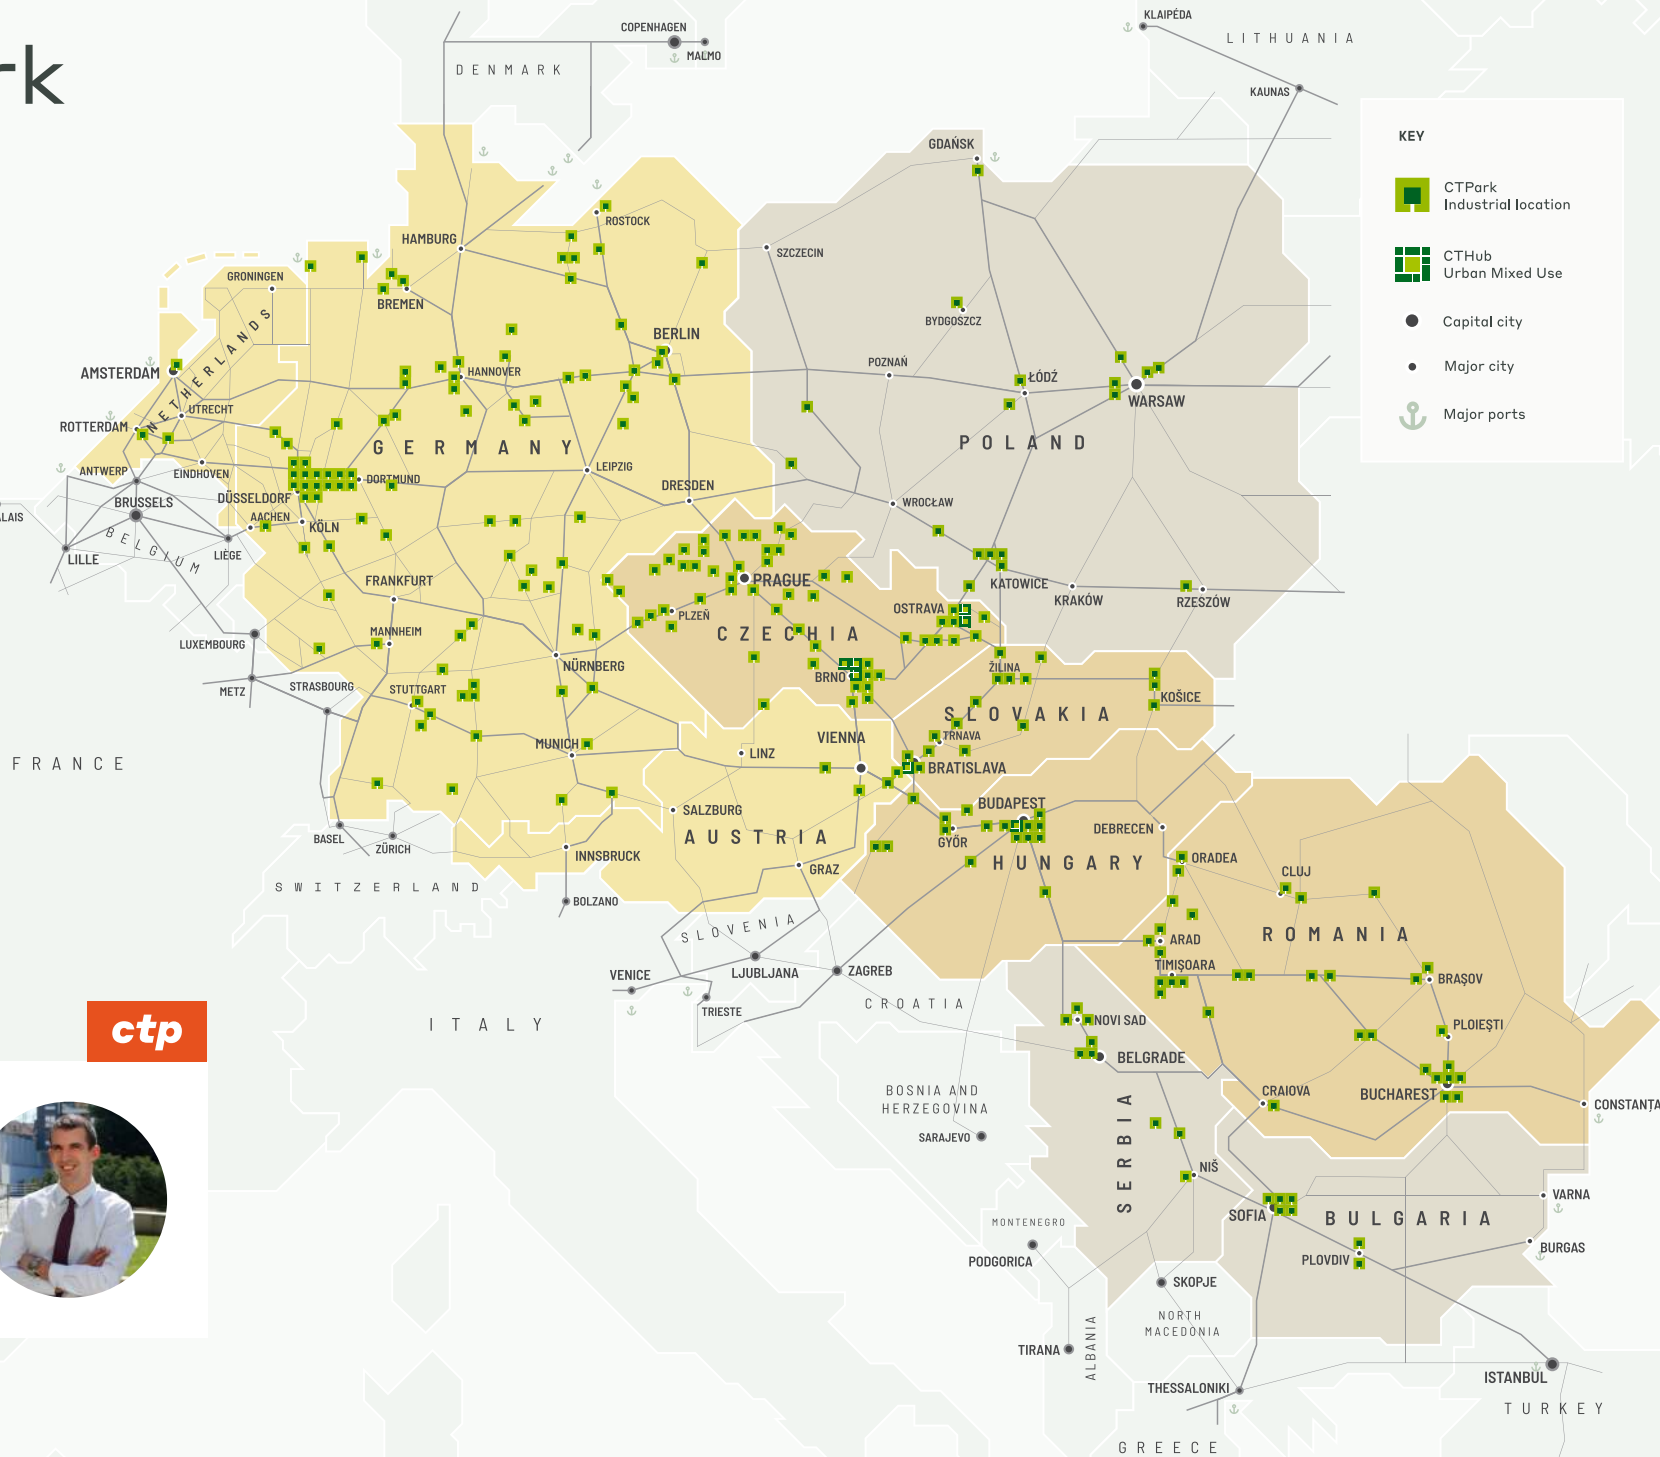 rk
KEY
CTPark
Industrial location
CTHub
Urban Mixed Use
Capital city
Major city
Major ports
ctp
COPENHAGEN
MALMO
DENMARK
KLAIPÉDA
LITHUANIA
KAUNAS
GDAŃSK
ROSTOCK
HAMBURG
SZCZECIN
GRONINGEN
BREMEN
BYDGOSZCZ
BERLIN
NETHERLANDS
AMSTERDAM
HANNOVER
POZNAŃ
ŁÓDŹ
WARSAW
UTRECHT
ROTTERDAM
GERMANY
POLAND
ANTWERP
EINDHOVEN
DORTMUND
LEIPZIG
DRESDEN
BRUSSELS
DÜSSELDORF
WROCŁAW
LAIS
AACHEN
KÖLN
BELGIUM
LIÈGE
LILLE
FRANKFURT
PRAGUE
KATOWICE
KRAKÓW
RZESZÓW
OSTRAVA
PLZEŇ
CZECHIA
MANNHEIM
LUXEMBOURG
NÜRNBERG
ŽILINA
BRNO
METZ
STRASBOURG
STUTTGART
KOŠICE
SLOVAKIA
TRNAVA
VIENNA
MUNICH
LINZ
FRANCE
BRATISLAVA
BUDAPEST
SALZBURG
AUSTRIA
DEBRECEN
BASEL
ZÜRICH
GYŐR
HUNGARY
ORADEA
INNSBRUCK
GRAZ
CLUJ
SWITZERLAND
BOLZANO
SLOVENIA
ROMANIA
ARAD
TIMIȘOARA
VENICE
LJUBLJANA
ZAGREB
BRAȘOV
CROATIA
TRIESTE
ITALY
NOVI SAD
PLOIEȘTI
BELGRADE
BOSNIA AND
HERZEGOVINA
CRAIOVA
BUCHAREST
CONSTANȚA
SARAJEVO
SERBIA
NIŠ
VARNA
MONTENEGRO
SOFIA
BULGARIA
PODGORICA
PLOVDIV
BURGAS
SKOPJE
NORTH
MACEDONIA
TIRANA
ALBANIA
ISTANBUL
THESSALONIKI
TURKEY
GREECE